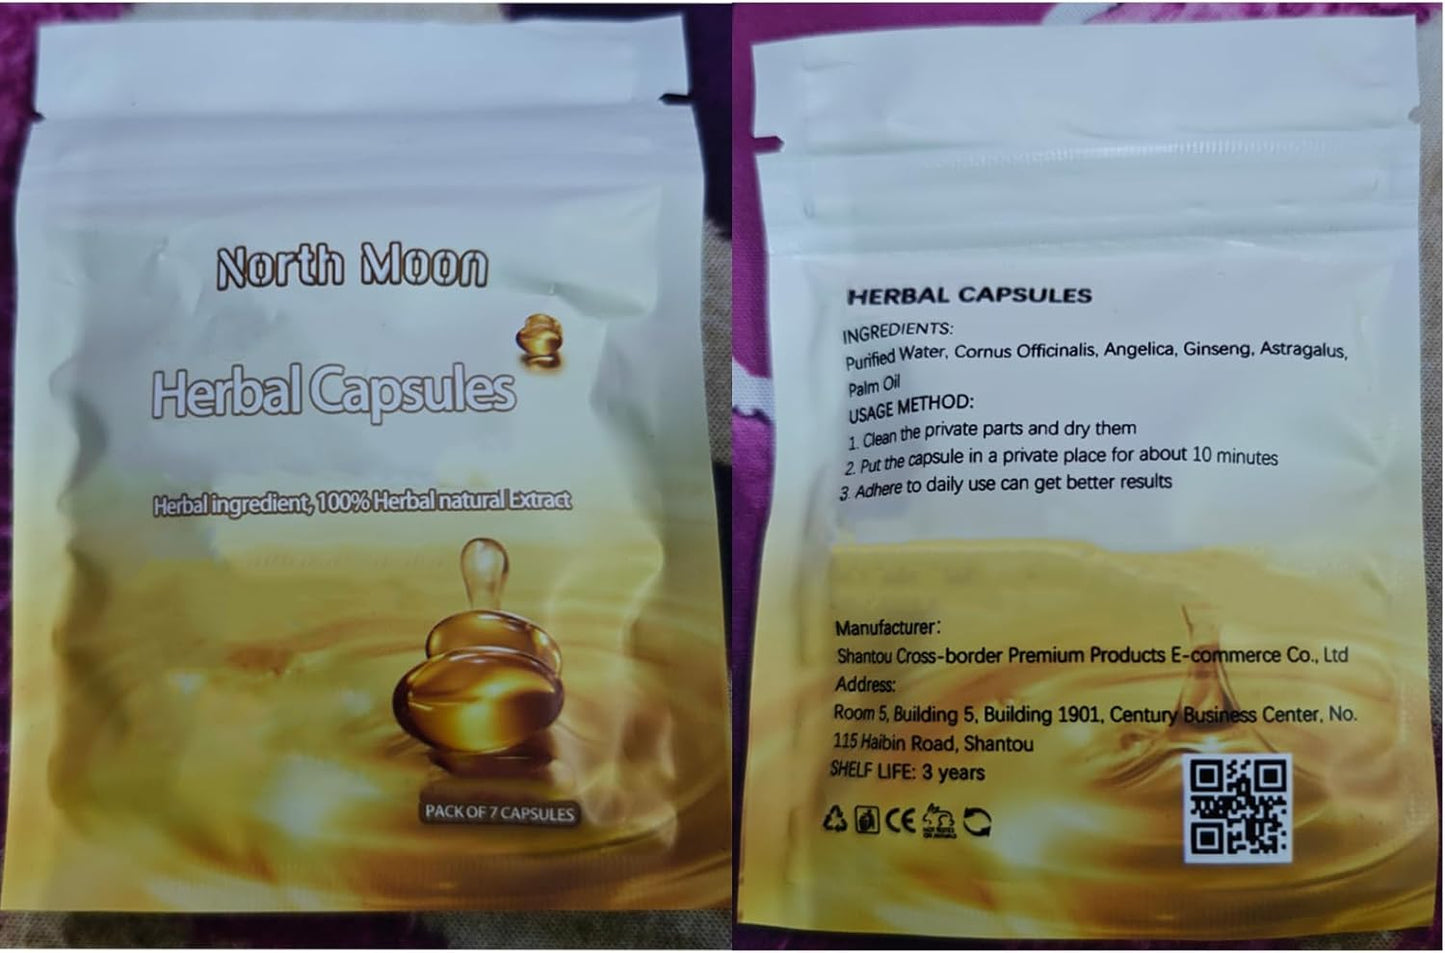 North Moon
Herbal Capsules
Herbal ingredient, 100% Herbal natural Extract
PACK OF 7 CAPSULES
HERBAL CAPSULES
INGREDIENTS:
Purified Water, Cornus Officinalis, Angelica, Ginseng, Astragalus,
Palm Oil
USAGE METHOD:
1. Clean the private parts and dry them
2. Put the capsule in a private place for about 10 minutes
3. Adhere to daily use can get better results
Manufacturer:
Shantou Cross-border Premium Products E-commerce Co., Ltd
Address:
Room 5, Building 5, Building 1901, Century Business Center, No.
115 Haibin Road, Shantou
SHELF LIFE: 3 years
CE